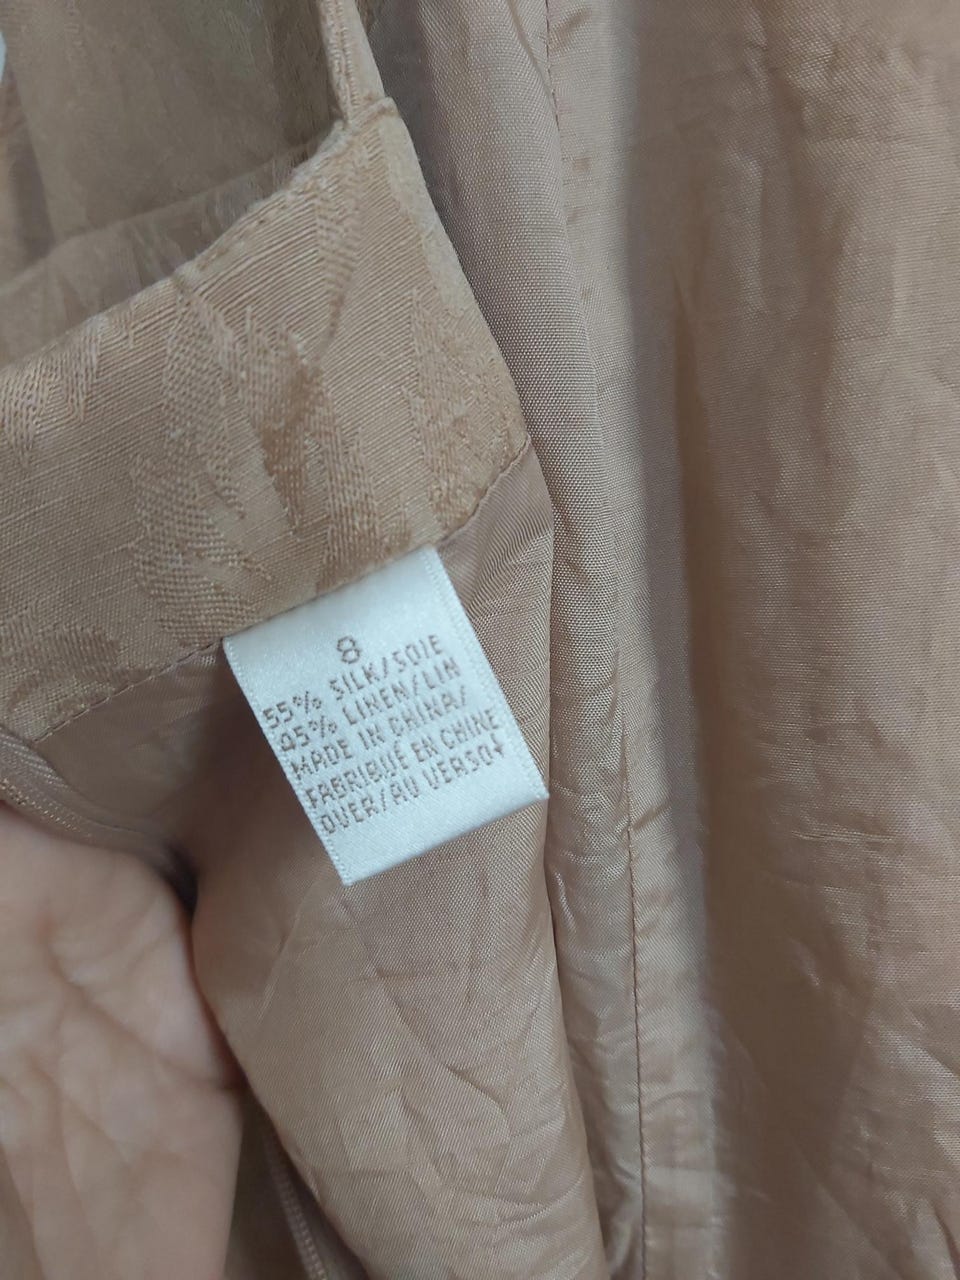 8
55% SILK/SOIE
45% LINEN/LIN
MADE IN CHINA/
FABRIQUÉ EN CHINE
OVER/AU VERSO↓